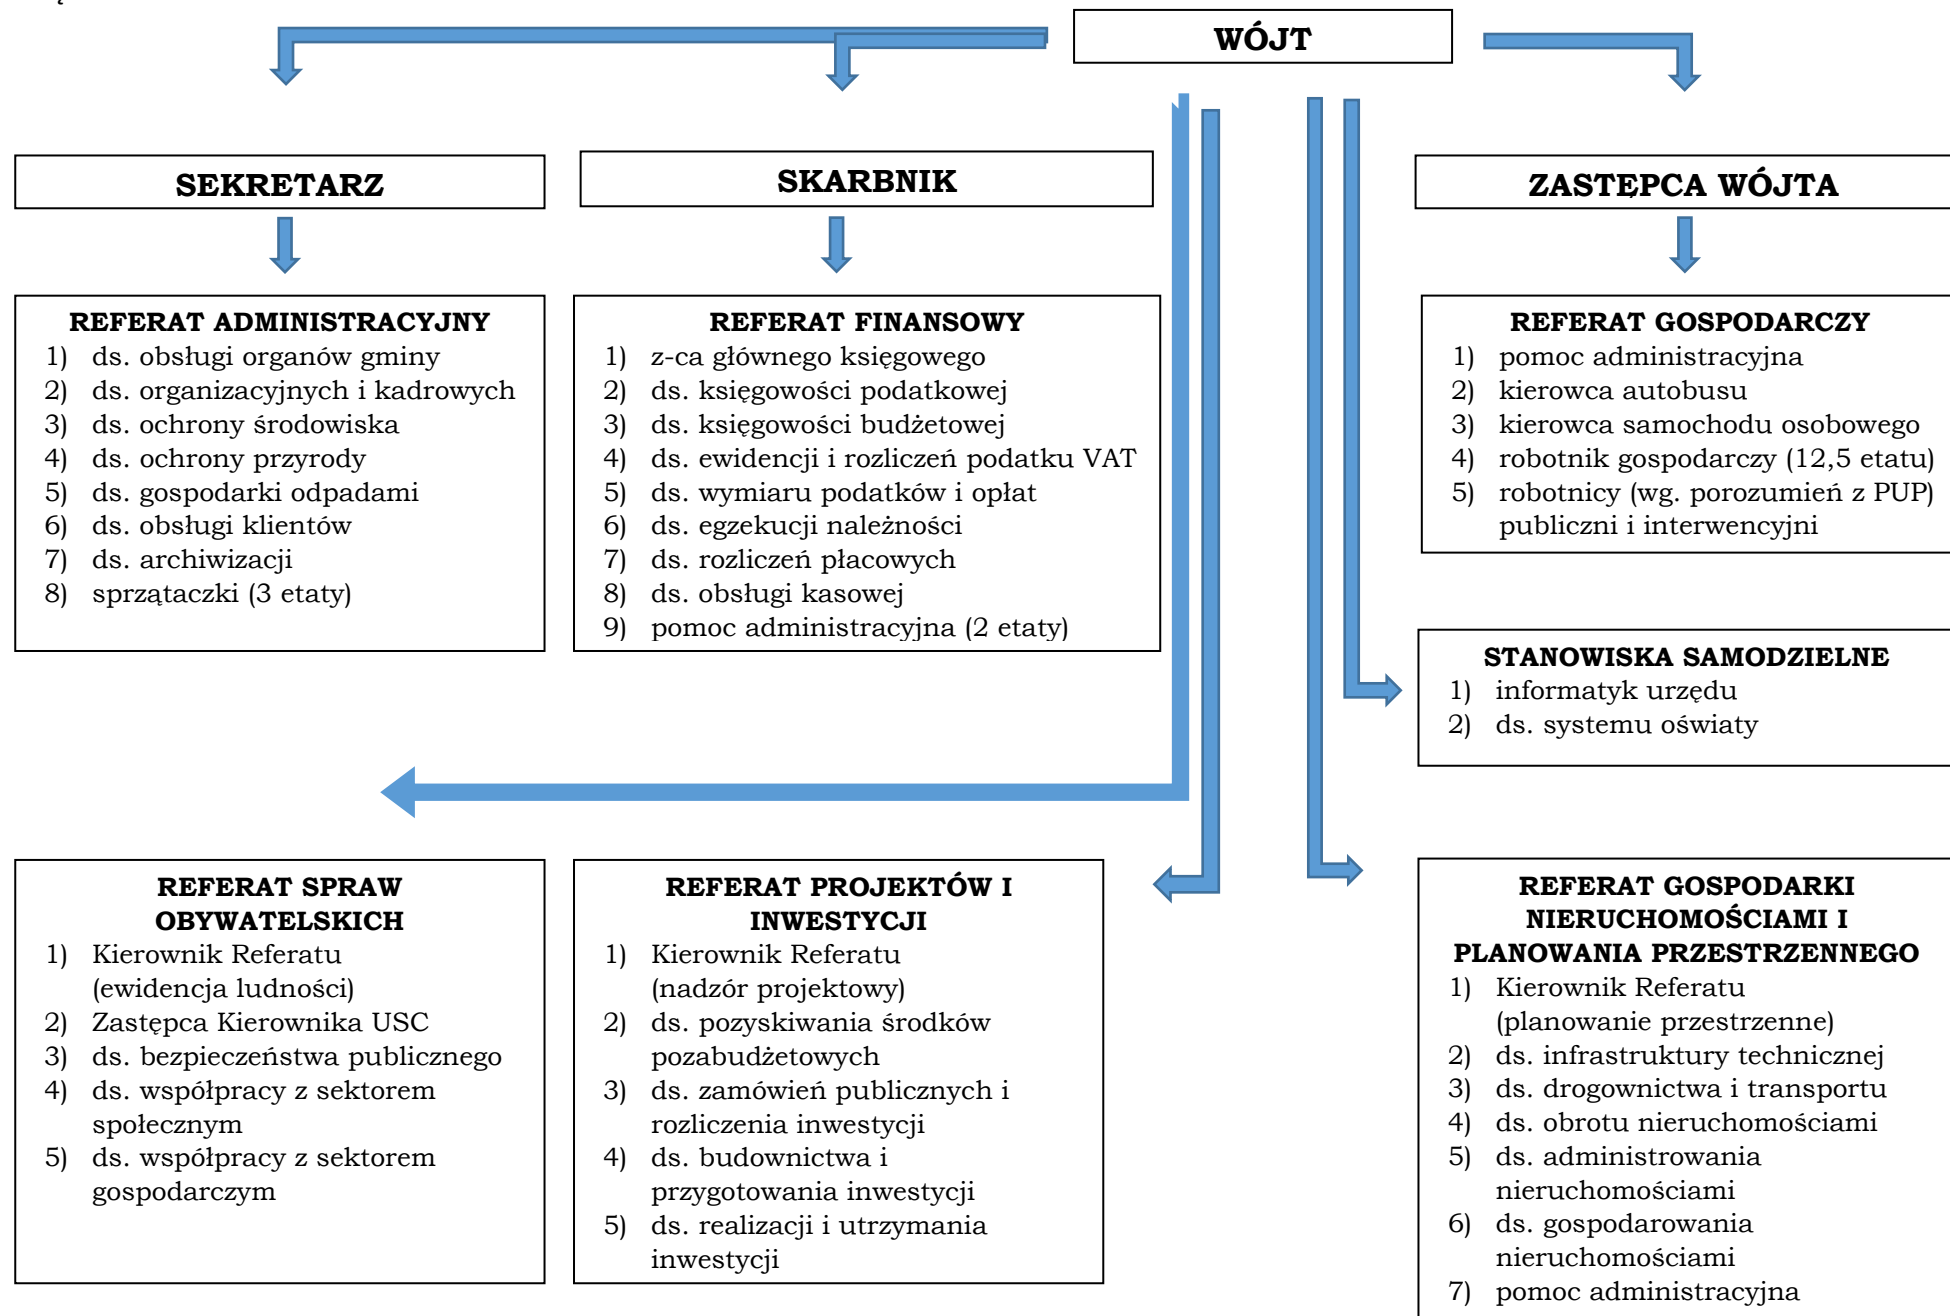 WÓJT
SEKRETARZ
SKARBNIK
ZASTĘPCA WÓJTA
REFERAT ADMINISTRACYJNY
1) ds. obsługi organów gminy
2) ds. organizacyjnych i kadrowych
3) ds. ochrony środowiska
4) ds. ochrony przyrody
5) ds. gospodarki odpadami
6) ds. obsługi klientów
7) ds. archiwizacji
8) sprzątaczki (3 etaty)
REFERAT FINANSOWY
1) z-ca głównego księgowego
2) ds. księgowości podatkowej
3) ds. księgowości budżetowej
4) ds. ewidencji i rozliczeń podatku VAT
5) ds. wymiaru podatków i opłat
6) ds. egzekucji należności
7) ds. rozliczeń płacowych
8) ds. obsługi kasowej
9) pomoc administracyjna (2 etaty)
REFERAT GOSPODARCZY
1) pomoc administracyjna
2) kierowca autobusu
3) kierowca samochodu osobowego
4) robotnik gospodarczy (12,5 etatu)
5) robotnicy (wg. porozumień z PUP)
publiczni i interwencyjni
STANOWISKA SAMODZIELNE
1) informatyk urzędu
2) ds. systemu oświaty
REFERAT SPRAW
OBYWATELSKICH
1) Kierownik Referatu
(ewidencja ludności)
2) Zastępca Kierownika USC
3) ds. bezpieczeństwa publicznego
4) ds. współpracy z sektorem
społecznym
5) ds. współpracy z sektorem
gospodarczym
REFERAT PROJEKTÓW I
INWESTYCJI
1) Kierownik Referatu
(nadzór projektowy)
2) ds. pozyskiwania środków
pozabudżetowych
3) ds. zamówień publicznych i
rozliczenia inwestycji
4) ds. budownictwa i
przygotowania inwestycji
5) ds. realizacji i utrzymania
inwestycji
REFERAT GOSPODARKI
NIERUCHOMOŚCIAMI I
PLANOWANIA PRZESTRZENNEGO
1) Kierownik Referatu
(planowanie przestrzenne)
2) ds. infrastruktury technicznej
3) ds. drogownictwa i transportu
4) ds. obrotu nieruchomościami
5) ds. administrowania
nieruchomościami
6) ds. gospodarowania
nieruchomościami
7) pomoc administracyjna